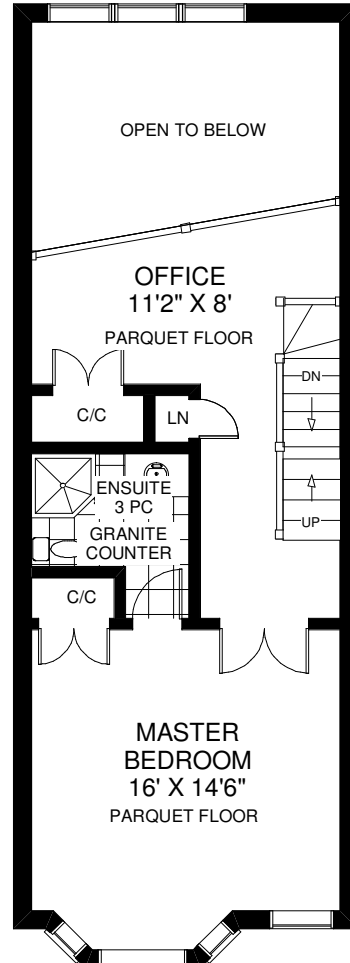 OPEN TO BELOW
OFFICE
11'2" X 8'
PARQUET FLOOR
DN
C/C
LN
ENSUITE
3 PC
GRANITE
COUNTER
UP
C/C
MASTER
BEDROOM
16' X 14'6"
PARQUET FLOOR